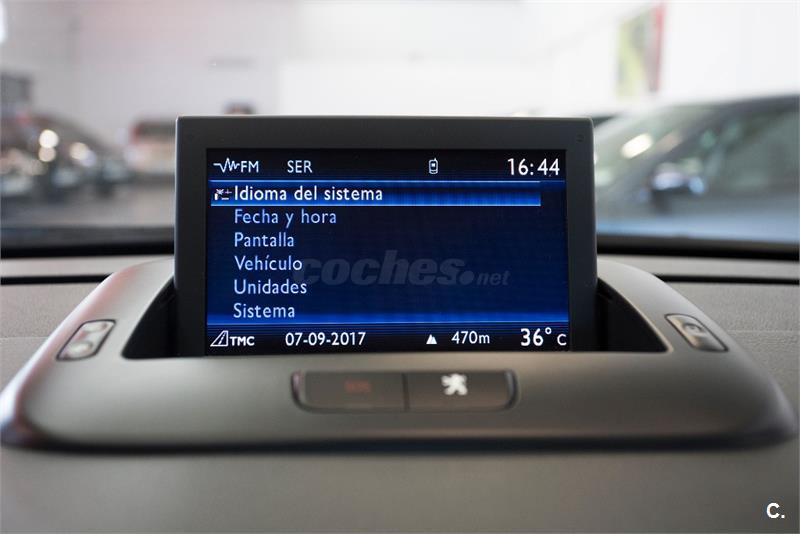 FM SER 16:44
Idioma del sistema
Fecha y hora
Pantalla
Vehículo
coches.net
Unidades
Sistema
TMC 07-09-2017 470m 36° C
C.